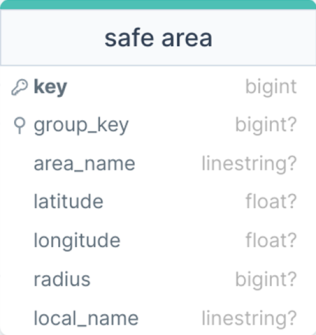 safe area
key bigint
group_key bigint?
area_name linestring?
latitude float?
longitude float?
radius bigint?
local_name linestring?